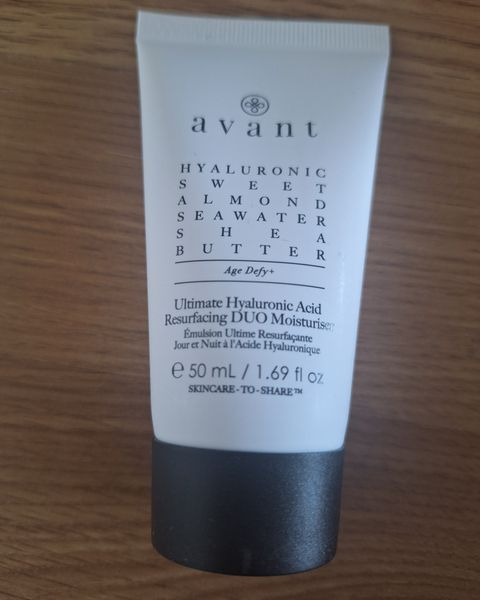 avant
HYALURONIC
SWEET
ALMOND
SEAWATER
SHEA
BUTTER
Age Defy+
Ultimate Hyaluronic Acid
Resurfacing DUO Moisturiser
Émulsion Ultime Resurfaçante
Jour et Nuit à l'Acide Hyaluronique
℮ 50 mL / 1.69 fl oz
SKINCARE-TO-SHARE™